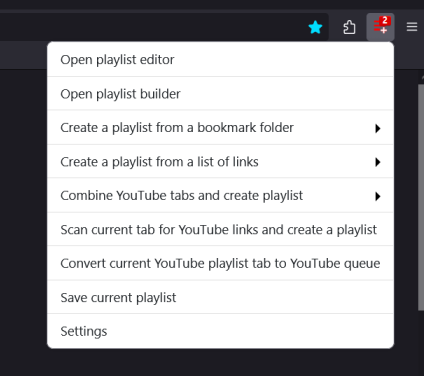 2
Open playlist editor
Open playlist builder
Create a playlist from a bookmark folder
Create a playlist from a list of links
Combine YouTube tabs and create playlist
Scan current tab for YouTube links and create a playlist
Convert current YouTube playlist tab to YouTube queue
Save current playlist
Settings